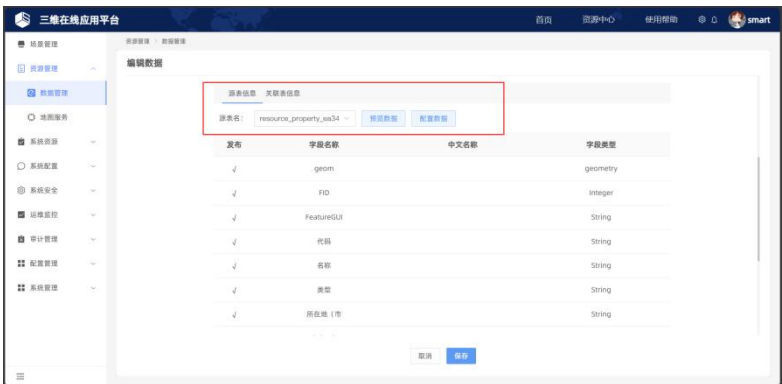 三维在线应用平台
首页
资源中心
使用帮助
smart
场景管理
资源管理
数据管理
地图服务
系统资源
系统配置
系统安全
运维监控
审计管理
配置管理
系统管理
资源管理 / 数据管理
编辑数据
源表信息 关联表信息
源表名: resource_property_ea34 预览数据 配置数据
发布 字段名称 中文名称 字段类型
√ geom geometry
√ FID Integer
√ FeatureGUI String
√ 代码 String
√ 名称 String
√ 类型 String
√ 所在地(市 String
取消 保存